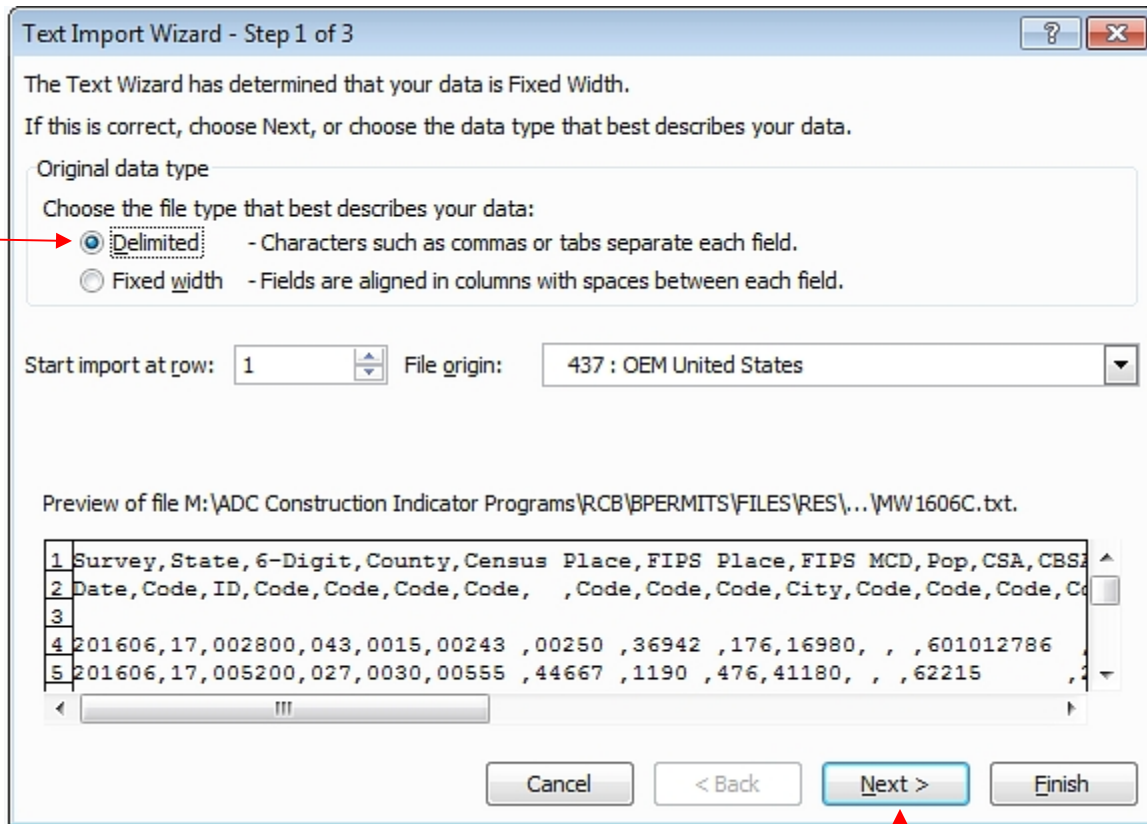 Text Import Wizard - Step 1 of 3
The Text Wizard has determined that your data is Fixed Width.
If this is correct, choose Next, or choose the data type that best describes your data.
Original data type
Choose the file type that best describes your data:
Delimited - Characters such as commas or tabs separate each field.
Fixed width - Fields are aligned in columns with spaces between each field.
Start import at row: 1 File origin: 437 : OEM United States
Preview of file M:\ADC Construction Indicator Programs\RCB\BPERMITS\FILES\RES\...\MW1606C.txt.
1 Survey,State,6-Digit,County,Census Place,FIPS Place,FIPS MCD,Pop,CSA,CBSA
2 Date,Code,ID,Code,Code,Code,Code,  ,Code,Code,Code,City,Code,Code,Code,Co
3
4 201606,17,002800,043,0015,00243 ,00250 ,36942 ,176,16980, , ,601012786 ,
5 201606,17,005200,027,0030,00555 ,44667 ,1190 ,476,41180, , ,62215 ,2
Cancel < Back Next > Finish